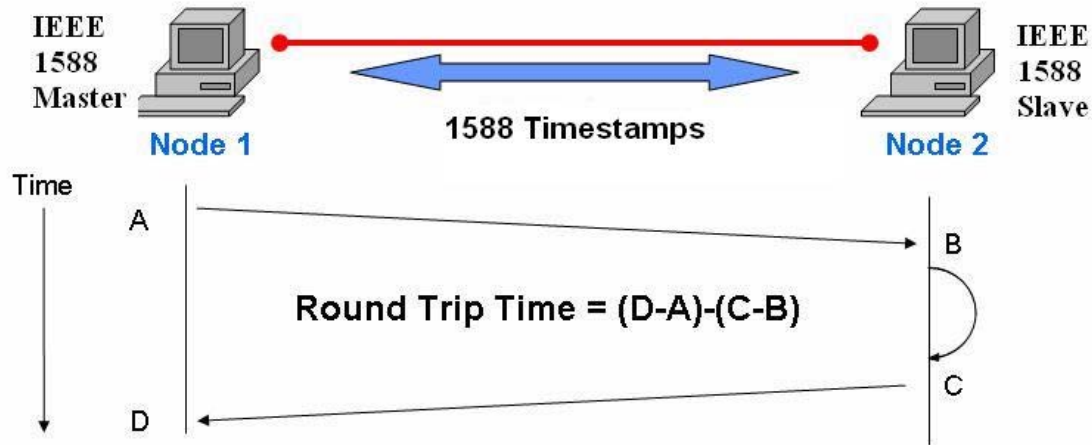 IEEE
1588
Master
IEEE
1588
Slave
1588 Timestamps
Node 1
Node 2
Time
A
B
Round Trip Time = (D-A)-(C-B)
C
D